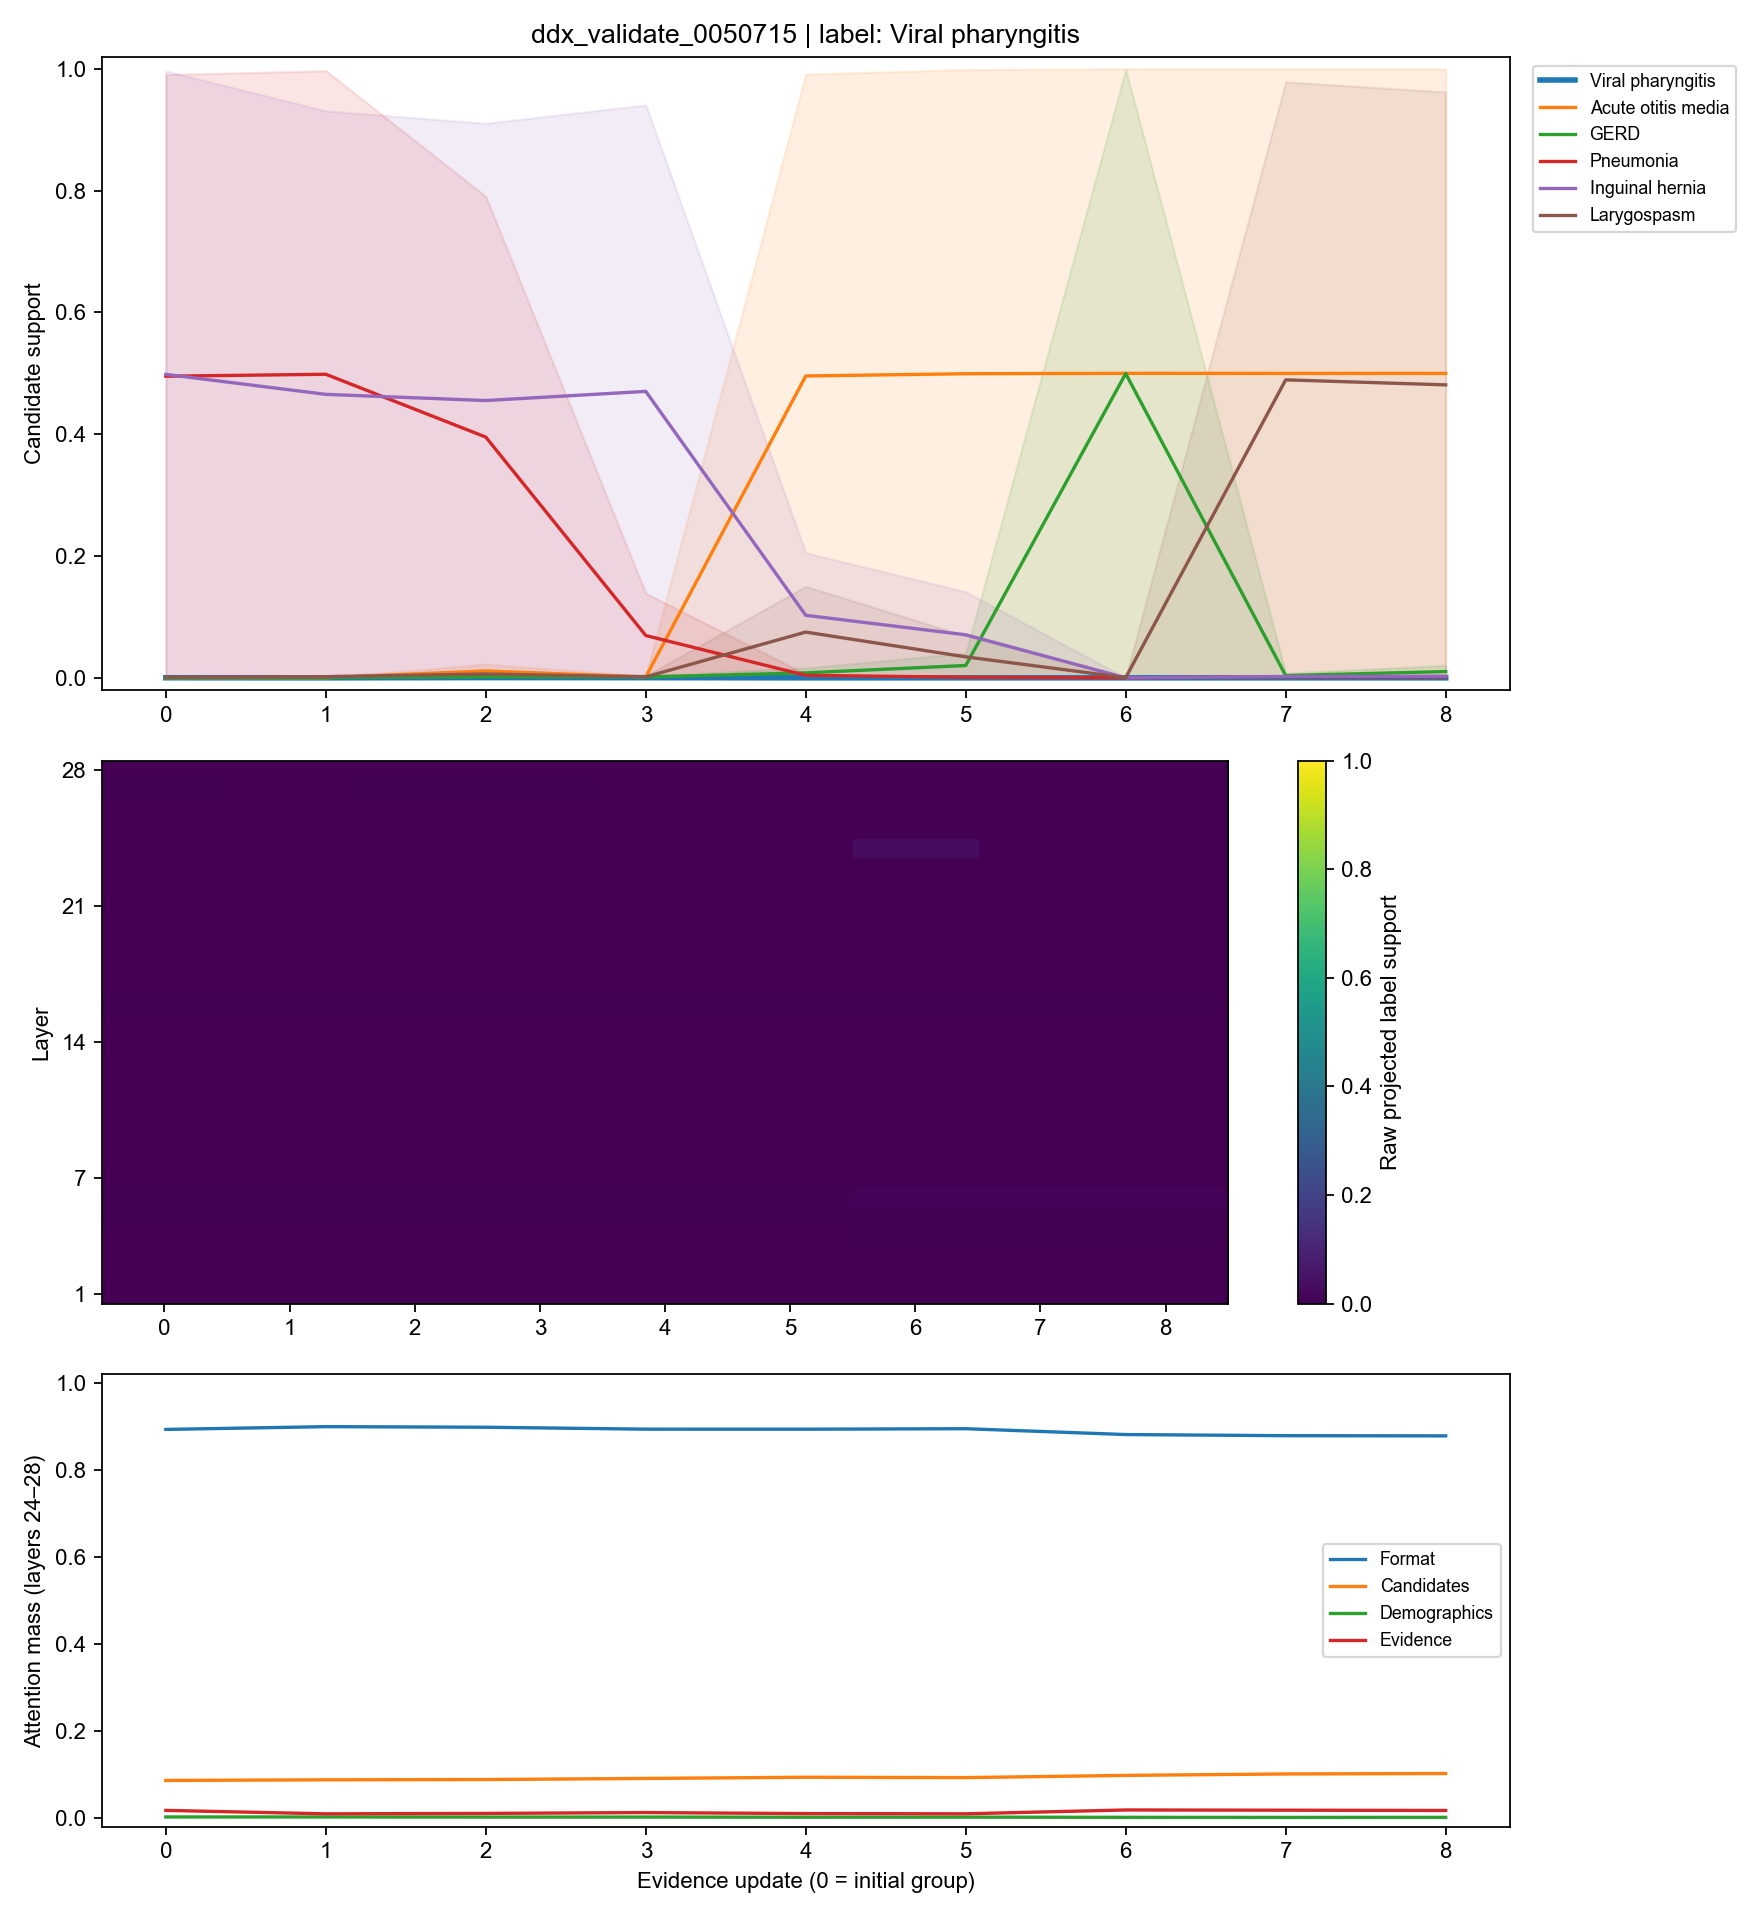 ddx_validate_0050715 | label: Viral pharyngitis
Candidate support
1.0
0.8
0.6
0.4
0.2
0.0
0 1 2 3 4 5 6 7 8
Viral pharyngitis
Acute otitis media
GERD
Pneumonia
Inguinal hernia
Larygospasm
Layer
28
21
14
7
1
0 1 2 3 4 5 6 7 8
1.0
0.8
0.6
0.4
0.2
0.0
Raw projected label support
Attention mass (layers 24–28)
1.0
0.8
0.6
0.4
0.2
0.0
Format
Candidates
Demographics
Evidence
0 1 2 3 4 5 6 7 8
Evidence update (0 = initial group)